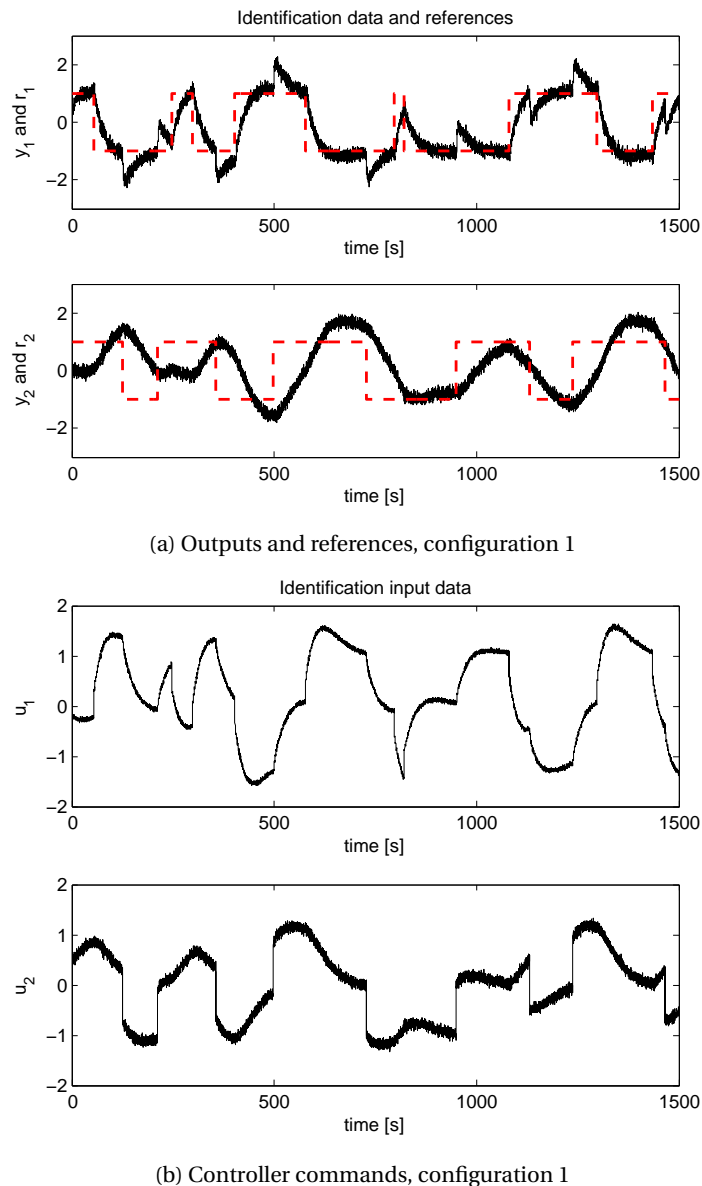 Identification data and references
y1 and r1
2
0
−2
0
500
1000
1500
time [s]
y2 and r2
2
0
−2
0
500
1000
1500
time [s]
(a) Outputs and references, configuration 1
Identification input data
u1
2
1
0
−1
−2
0
500
1000
1500
time [s]
u2
2
1
0
−1
−2
0
500
1000
1500
time [s]
(b) Controller commands, configuration 1